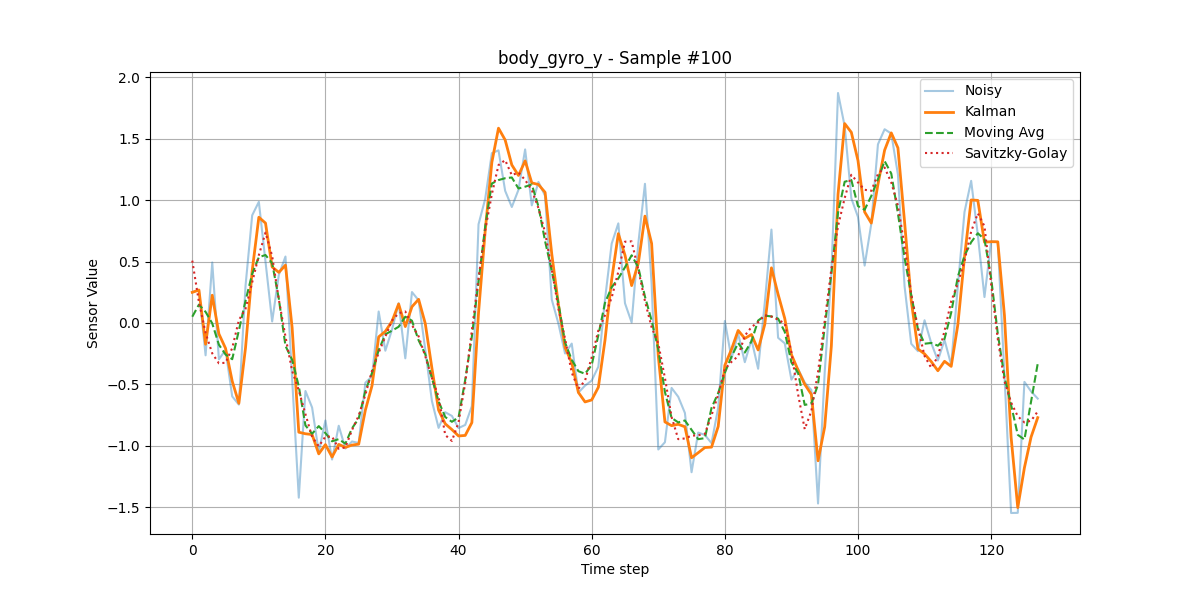 body_gyro_y - Sample #100
Noisy
Kalman
Moving Avg
Savitzky-Golay
Sensor Value
2.0
1.5
1.0
0.5
0.0
−0.5
−1.0
−1.5
0 20 40 60 80 100 120
Time step